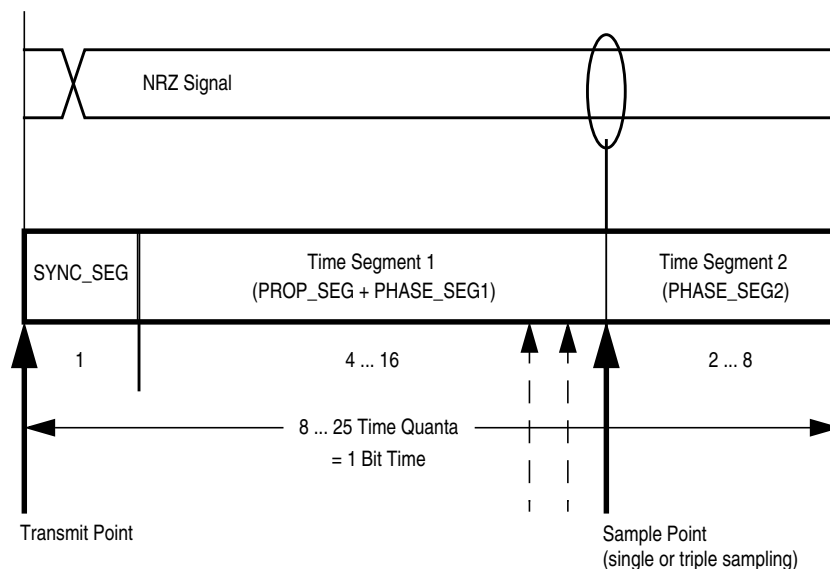 NRZ Signal
SYNC_SEG
Time Segment 1
(PROP_SEG + PHASE_SEG1)
Time Segment 2
(PHASE_SEG2)
1
4 ... 16
2 ... 8
8 ... 25 Time Quanta
= 1 Bit Time
Transmit Point
Sample Point
(single or triple sampling)